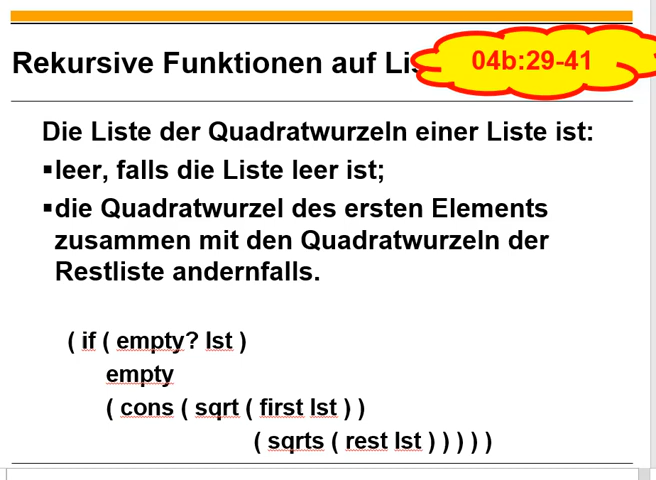 Rekursive Funktionen auf
04b:29-41
Die Liste der Quadratwurzeln einer Liste ist:
▪leer, falls die Liste leer ist;
▪die Quadratwurzel des ersten Elements
zusammen mit den Quadratwurzeln der
Restliste andernfalls.
( if ( empty? lst )
empty
( cons ( sqrt ( first lst ) )
( sqrts ( rest lst ) ) ) ) )